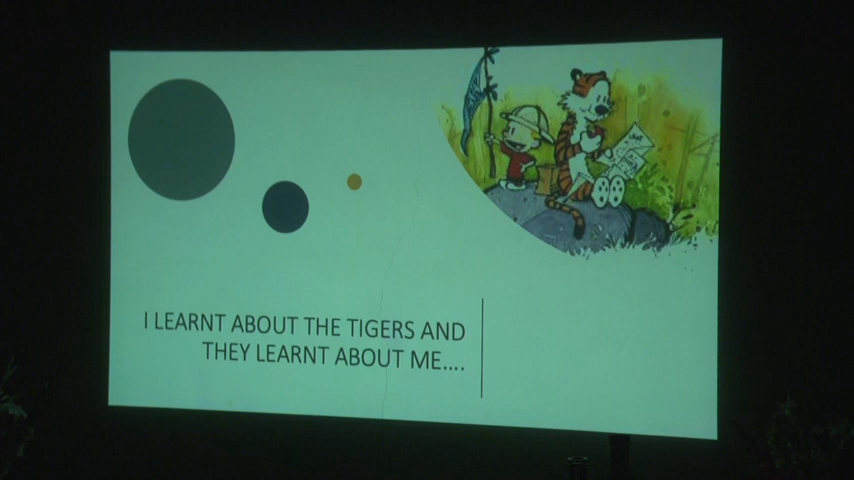 I LEARNT ABOUT THE TIGERS AND
THEY LEARNT ABOUT ME....